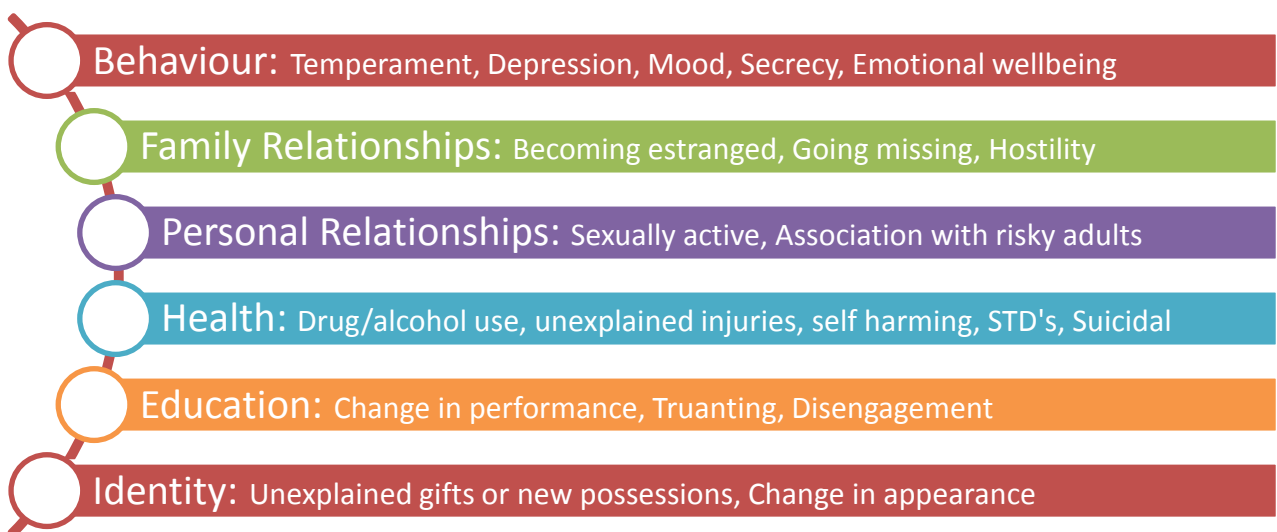 Behaviour: Temperament, Depression, Mood, Secrecy, Emotional wellbeing
Family Relationships: Becoming estranged, Going missing, Hostility
Personal Relationships: Sexually active, Association with risky adults
Health: Drug/alcohol use, unexplained injuries, self harming, STD's, Suicidal
Education: Change in performance, Truanting, Disengagement
Identity: Unexplained gifts or new possessions, Change in appearance